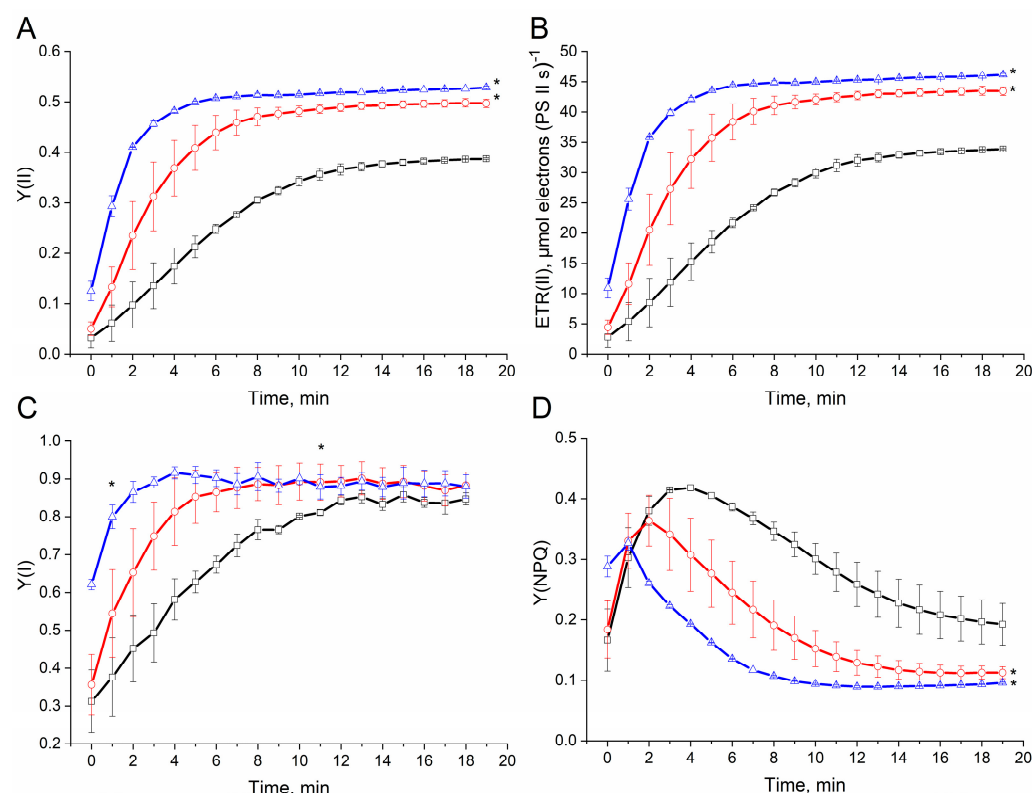 A
0.6
0.5
0.4
0.3
0.2
0.1
0.0
Y(II)
*
*
0 2 4 6 8 10 12 14 16 18 20
Time, min
B
50
45
40
35
30
25
20
15
10
5
0
ETR(II), µmol electrons (PS II s)⁻¹
*
*
0 2 4 6 8 10 12 14 16 18 20
Time, min
C
1.0
0.9
0.8
0.7
0.6
0.5
0.4
0.3
0.2
Y(I)
*
*
0 2 4 6 8 10 12 14 16 18 20
Time, min
D
0.5
0.4
0.3
0.2
0.1
0.0
Y(NPQ)
*
*
0 2 4 6 8 10 12 14 16 18 20
Time, min